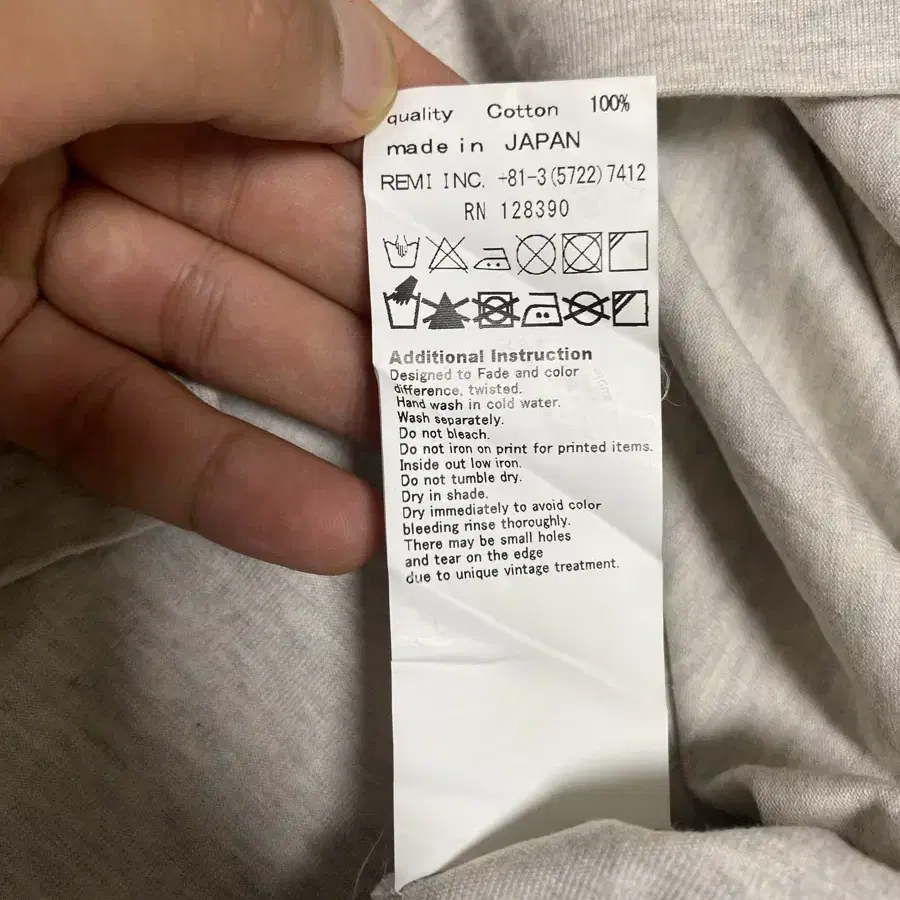 quality Cotton 100%
made in JAPAN
REMI INC. +81-3(5722)7412
RN 128390
Additional Instruction
Designed to Fade and color
difference, twisted.
Hand wash in cold water.
Wash separately.
Do not bleach.
Do not iron on print for printed items.
Inside out low iron.
Do not tumble dry.
Dry in shade.
Dry immediately to avoid color
bleeding rinse thoroughly.
There may be small holes
and tear on the edge
due to unique vintage treatment.